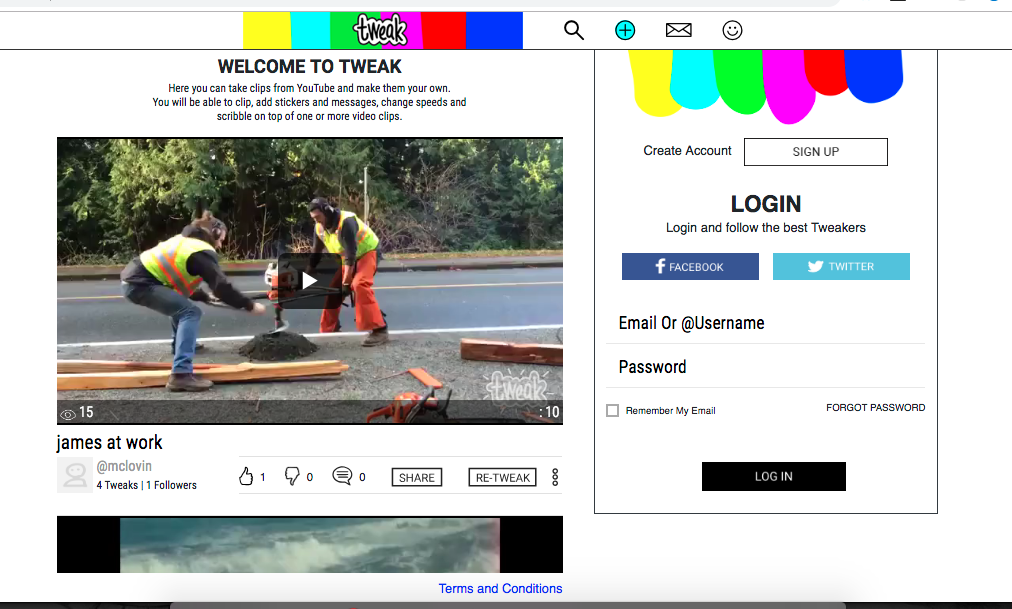 tweak
WELCOME TO TWEAK
Here you can take clips from YouTube and make them your own.
You will be able to clip, add stickers and messages, change speeds and
scribble on top of one or more video clips.
tweak
15
:10
james at work
@mclovin
4 Tweaks | 1 Followers
1
0
0
SHARE
RE-TWEAK
Terms and Conditions
Create Account
SIGN UP
LOGIN
Login and follow the best Tweakers
f FACEBOOK
TWITTER
Email Or @Username
Password
Remember My Email
FORGOT PASSWORD
LOG IN